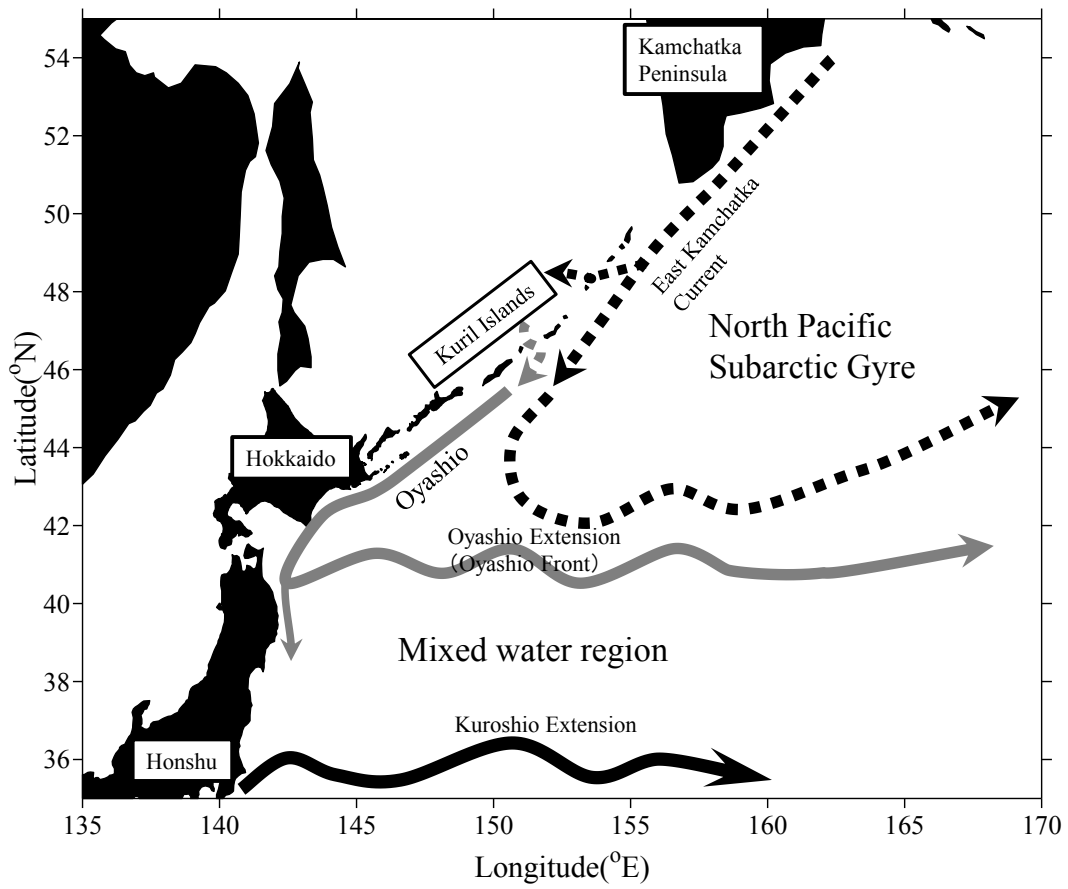 Kamchatka
Peninsula
East Kamchatka
Current
Kuril Islands
North Pacific
Subarctic Gyre
Hokkaido
Oyashio
Oyashio Extension
(Oyashio Front)
Mixed water region
Kuroshio Extension
Honshu
54
52
50
48
46
44
42
40
38
36
Latitude(°N)
135 140 145 150 155 160 165 170
Longitude(°E)